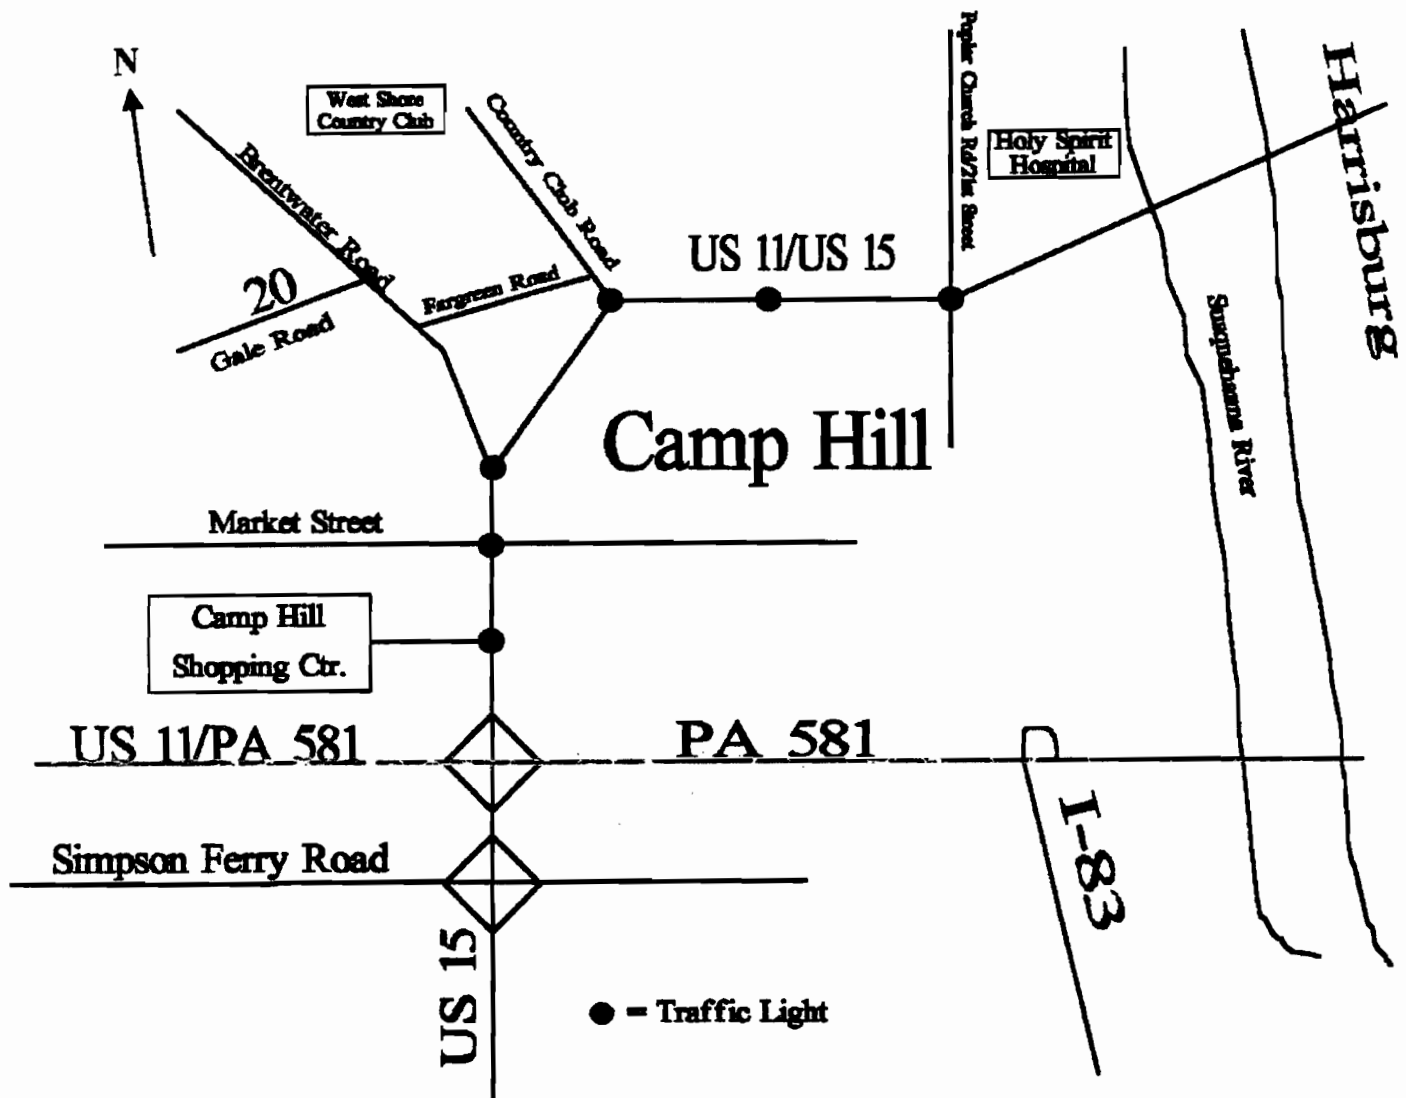 N
West Shore
Country Club
Country Club Road
Poplar Church Rd/21st Street
Harrisburg
Holy Spirit
Hospital
Brentwater Road
US 11/US 15
20
Fargreen Road
Gale Road
Susquehanna River
Camp Hill
Market Street
Camp Hill
Shopping Ctr.
US 11/PA 581
PA 581
I-83
Simpson Ferry Road
US 15
= Traffic Light